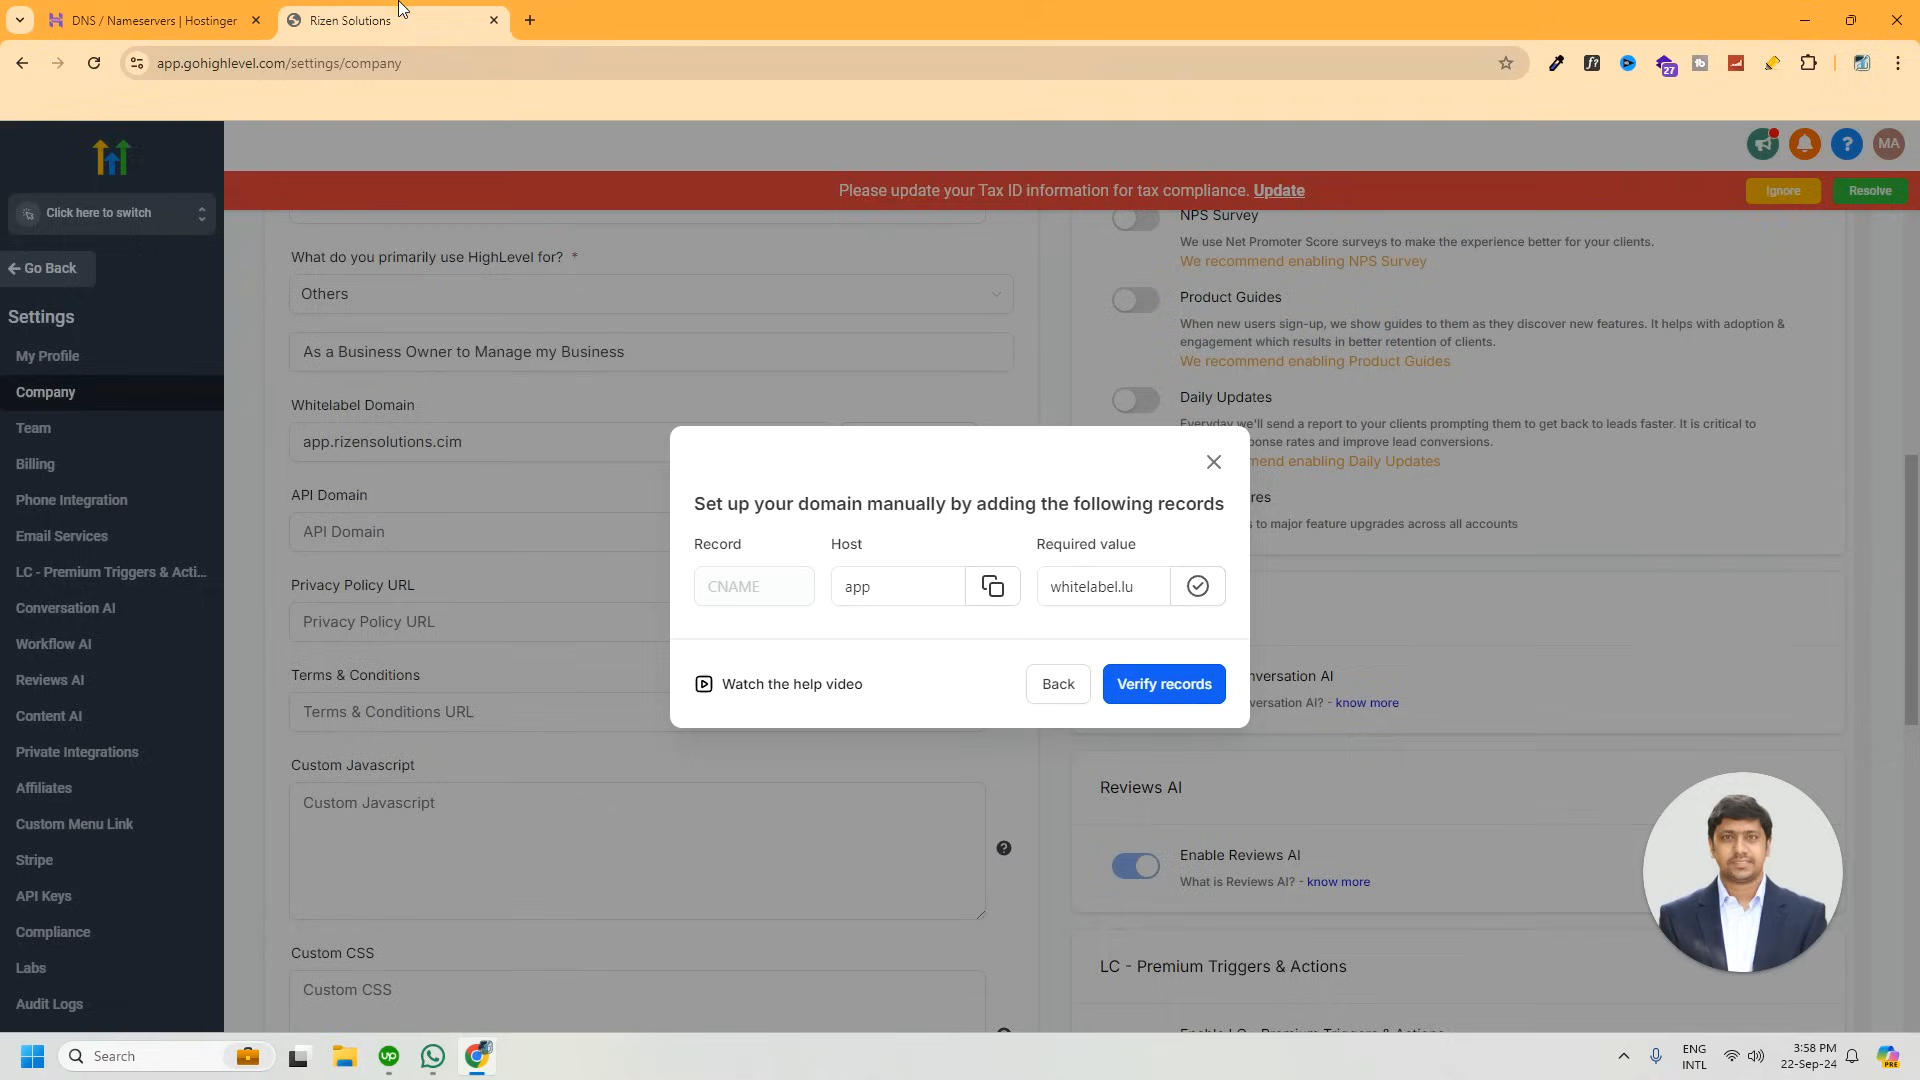 DNS / Nameservers | Hostinger
Rizen Solutions
app.gohighlevel.com/settings/company
27
MA
Please update your Tax ID information for tax compliance. Update
Ignore
Resolve
Click here to switch
Go Back
Settings
My Profile
Company
Team
Billing
Phone Integration
Email Services
LC - Premium Triggers & Acti...
Conversation AI
Workflow AI
Reviews AI
Content AI
Private Integrations
Affiliates
Custom Menu Link
Stripe
API Keys
Compliance
Labs
Audit Logs
What do you primarily use HighLevel for? *
Others
As a Business Owner to Manage my Business
Whitelabel Domain
app.rizensolutions.cim
API Domain
API Domain
Privacy Policy URL
Privacy Policy URL
Terms & Conditions
Terms & Conditions URL
Custom Javascript
Custom Javascript
Custom CSS
Custom CSS
Set up your domain manually by adding the following records
Record
Host
Required value
CNAME
app
whitelabel.lu
Watch the help video
Back
Verify records
NPS Survey
We use Net Promoter Score surveys to make the experience better for your clients.
We recommend enabling NPS Survey
Product Guides
When new users sign-up, we show guides to them as they discover new features. It helps with adoption &
engagement which results in better retention of clients.
We recommend enabling Product Guides
Daily Updates
Everyday we'll send a report to your clients prompting them to get back to leads faster. It is critical to
onse rates and improve lead conversions.
mend enabling Daily Updates
res
s to major feature upgrades across all accounts
versation AI
versation AI? - know more
Reviews AI
Enable Reviews AI
What is Reviews AI? - know more
LC - Premium Triggers & Actions
Enable LC - Premium Triggers & Actions
Search
ENG
INTL
3:58 PM
22-Sep-24